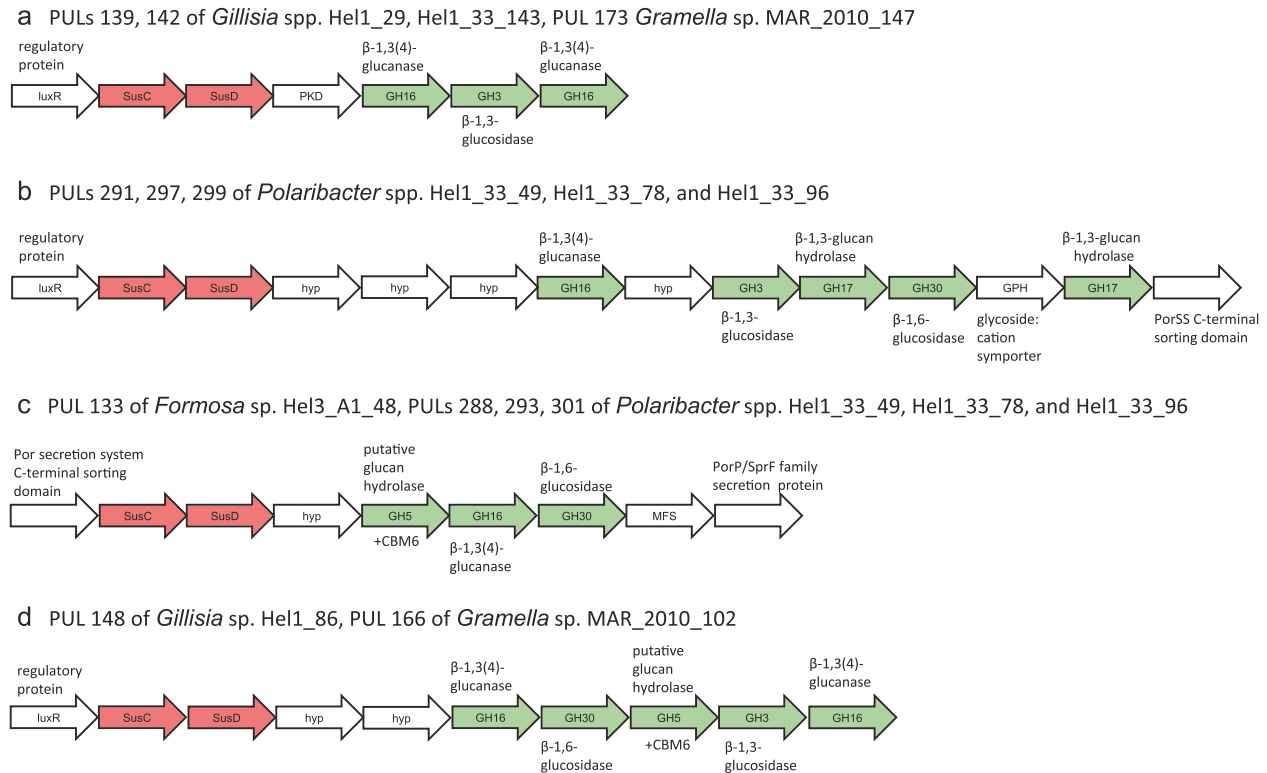 a PULs 139, 142 of Gillisia spp. Hel1_29, Hel1_33_143, PUL 173 Gramella sp. MAR_2010_147
regulatory
protein
β-1,3(4)-
glucanase
β-1,3(4)-
glucanase
luxR SusC SusD PKD GH16 GH3 GH16
β-1,3-
glucosidase
b PULs 291, 297, 299 of Polaribacter spp. Hel1_33_49, Hel1_33_78, and Hel1_33_96
regulatory
protein
β-1,3(4)-
glucanase
β-1,3-glucan
hydrolase
β-1,3-glucan
hydrolase
luxR SusC SusD hyp hyp hyp GH16 hyp GH3 GH17 GH30 GPH GH17
β-1,3-
glucosidase
β-1,6-
glucosidase
glycoside:
cation
symporter
PorSS C-terminal
sorting domain
c PUL 133 of Formosa sp. Hel3_A1_48, PULs 288, 293, 301 of Polaribacter spp. Hel1_33_49, Hel1_33_78, and Hel1_33_96
Por secretion system
C-terminal sorting
domain
putative
glucan
hydrolase
β-1,6-
glucosidase
PorP/SprF family
secretion protein
SusC SusD hyp GH5 GH16 GH30 MFS
+CBM6
β-1,3(4)-
glucanase
d PUL 148 of Gillisia sp. Hel1_86, PUL 166 of Gramella sp. MAR_2010_102
regulatory
protein
β-1,3(4)-
glucanase
putative
glucan
hydrolase
β-1,3(4)-
glucanase
luxR SusC SusD hyp hyp GH16 GH30 GH5 GH3 GH16
β-1,6-
glucosidase
+CBM6
β-1,3-
glucosidase